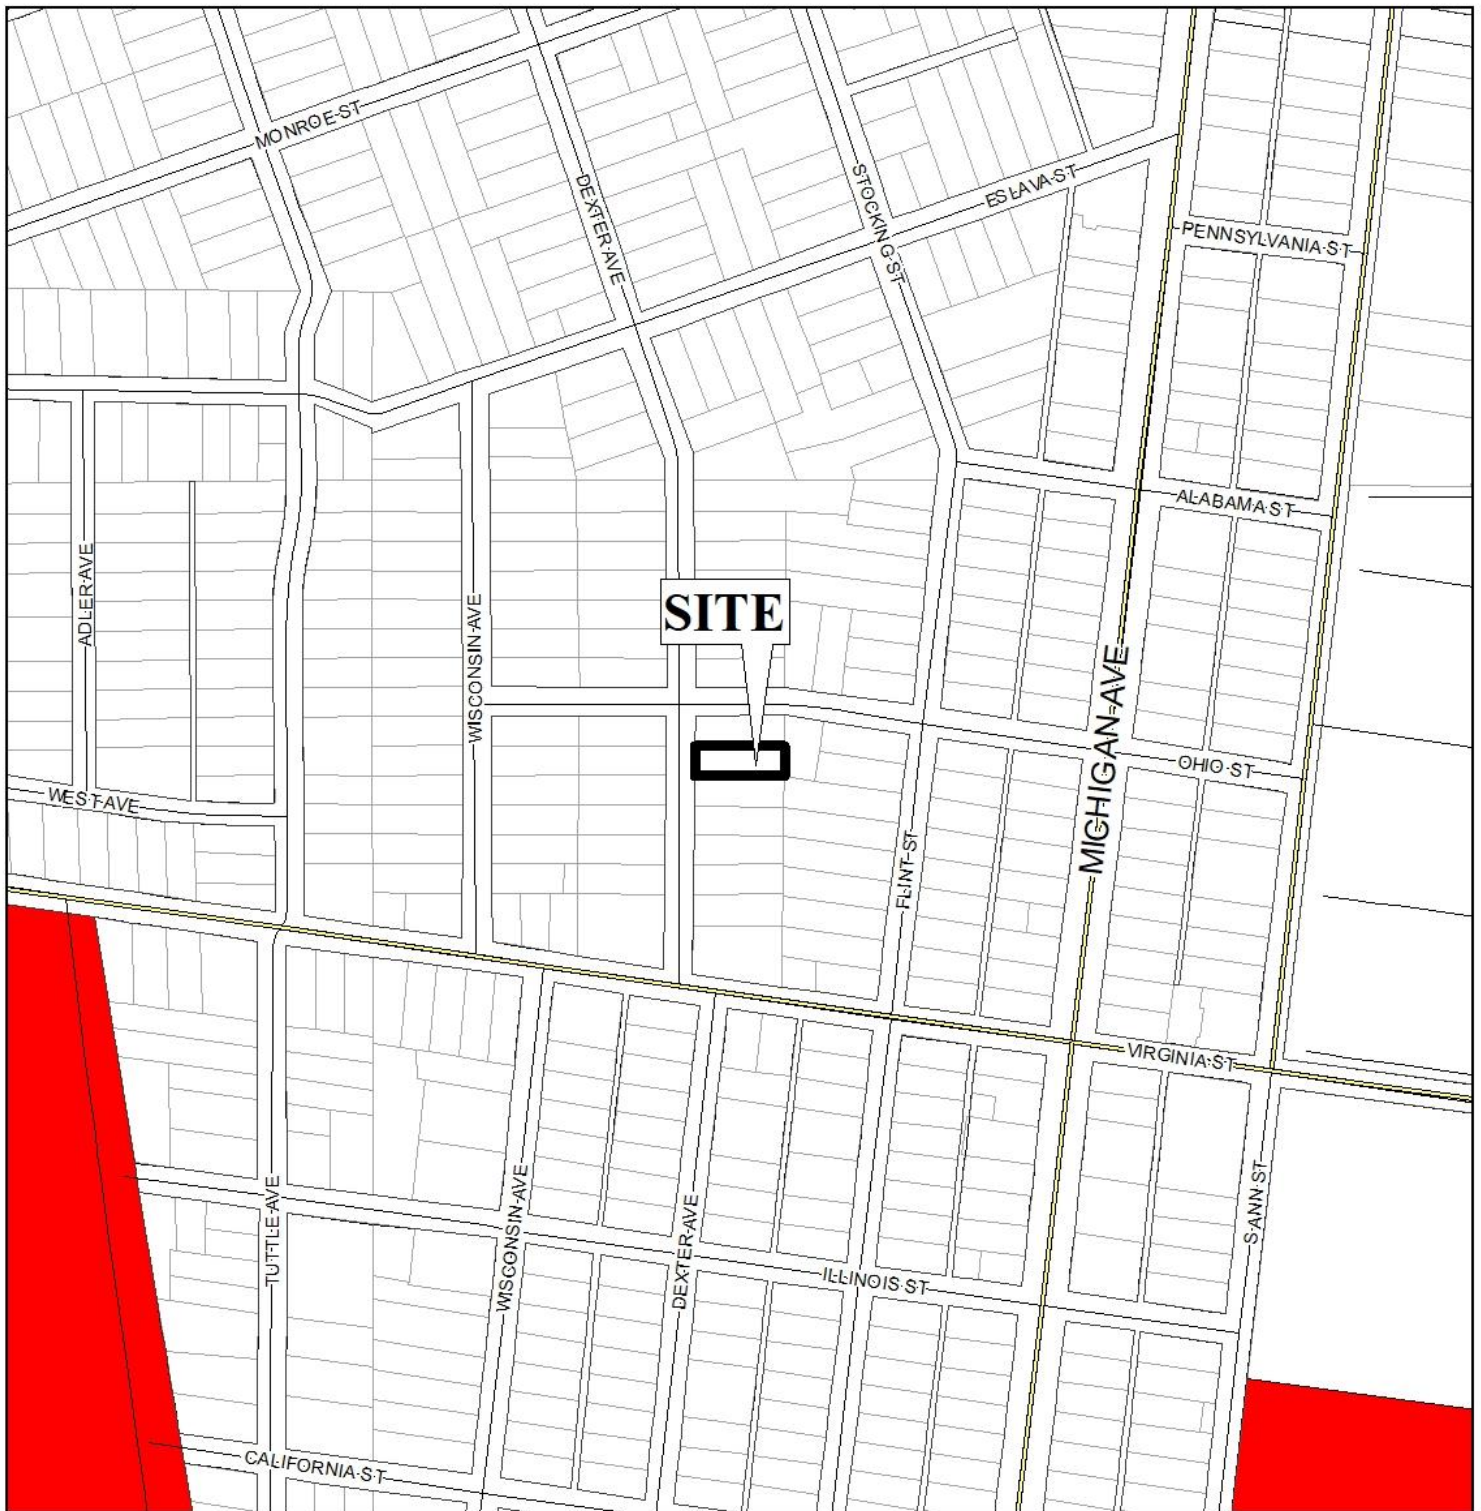 MONROE ST
DEXTER AVE
STOCKING ST
ESLAVA ST
PENNSYLVANIA ST
ALABAMA ST
ADLER AVE
SITE
WISCONSIN AVE
MICHIGAN AVE
OHIO ST
WEST AVE
FLINT ST
VIRGINIA ST
TUTTLE AVE
WISCONSIN AVE
DEXTER AVE
S ANN ST
ILLINOIS ST
CALIFORNIA ST